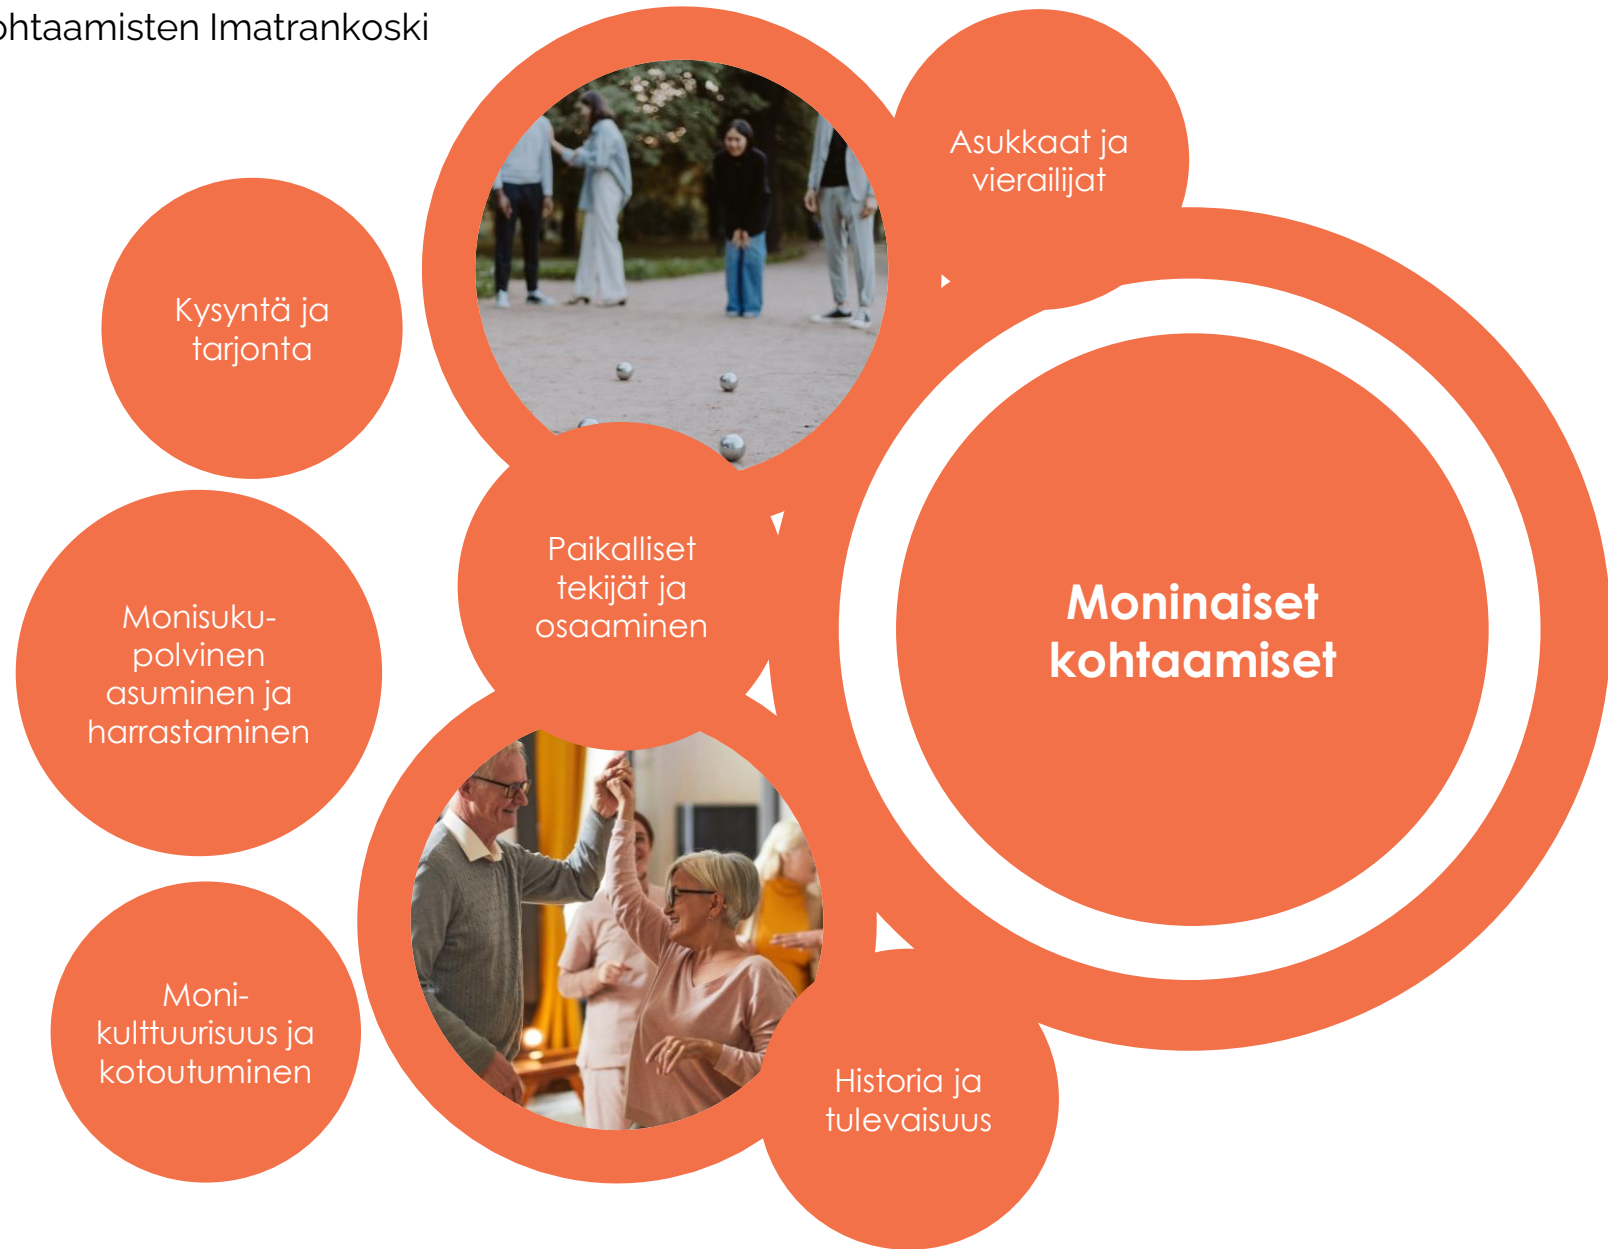 ohtaamisten Imatrankoski
Asukkaat ja
vierailijat
Kysyntä ja
tarjonta
Paikalliset
tekijät ja
osaaminen
Moninaiset
kohtaamiset
Monisuku-
polvinen
asuminen ja
harrastaminen
Moni-
kulttuurisuus ja
kotoutuminen
Historia ja
tulevaisuus